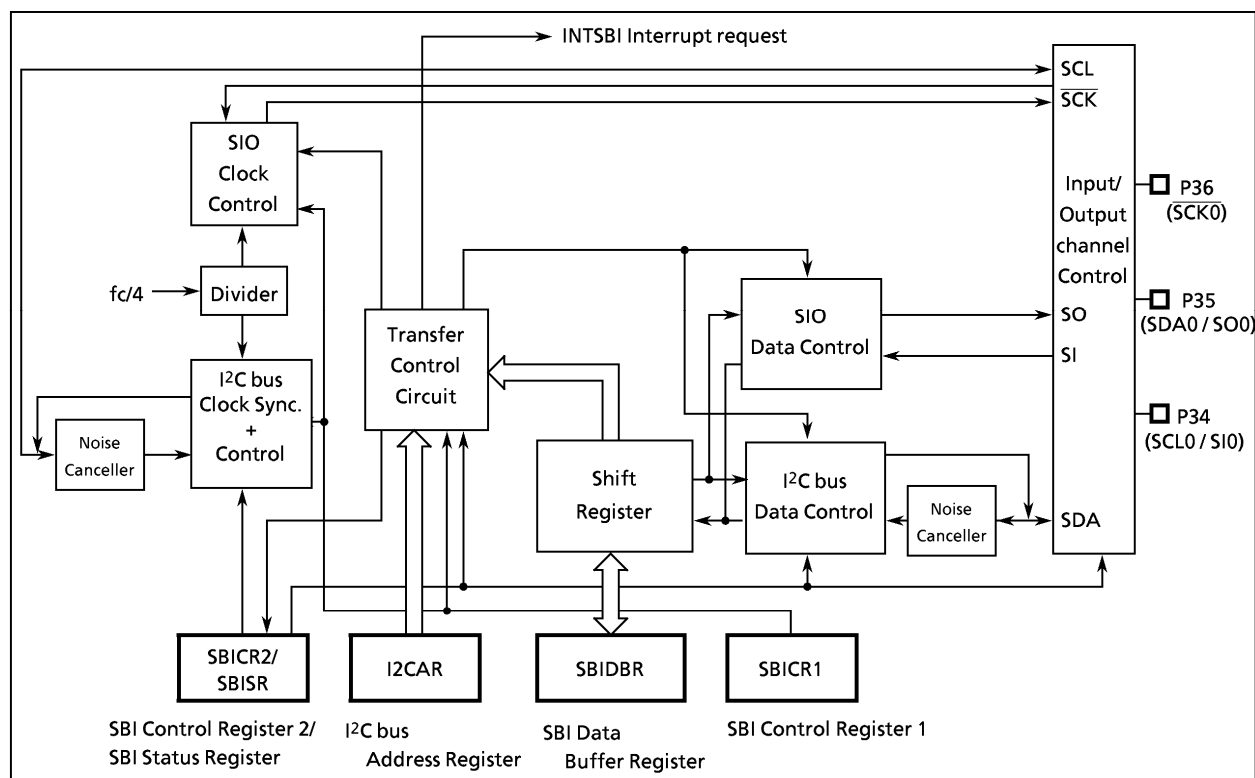 INTSBI Interrupt request
SCL
SCK
SIO
Clock
Control
Input/
Output
channel
Control
P36
(SCK0)
fc/4
Divider
P35
(SDA0 / SO0)
SO
SI
SIO
Data Control
Transfer
Control
Circuit
I²C bus
Clock Sync.
+
Control
Noise
Canceller
P34
(SCL0 / SI0)
Shift
Register
I²C bus
Data Control
Noise
Canceller
SDA
SBICR2/
SBISR
I2CAR
SBIDBR
SBICR1
SBI Control Register 2/
SBI Status Register
I²C bus
Address Register
SBI Data
Buffer Register
SBI Control Register 1